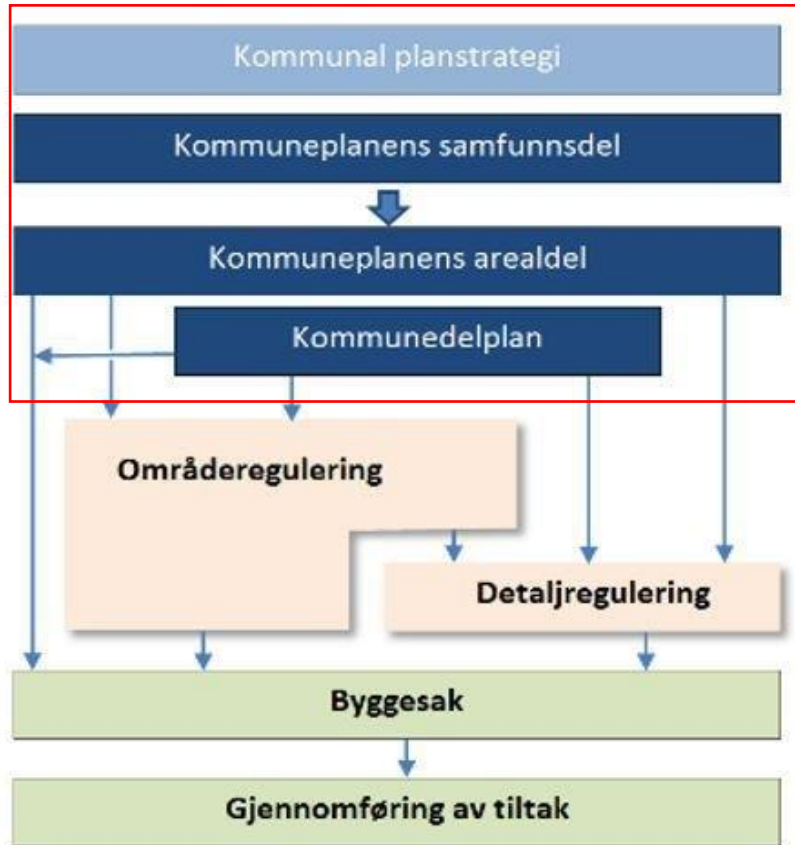 Kommunal planstrategi
Kommuneplanens samfunnsdel
Kommuneplanens arealdel
Kommunedelplan
Områderegulering
Detaljregulering
Byggesak
Gjennomføring av tiltak